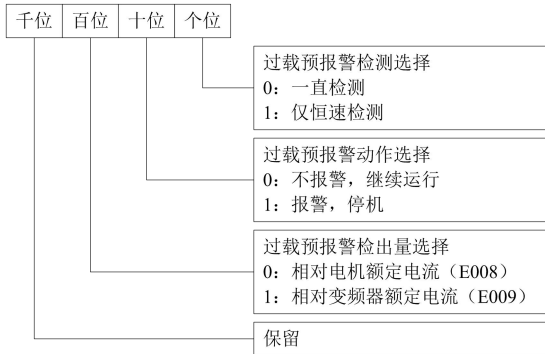 千位 百位 十位 个位
过载预报警检测选择
0：一直检测
1：仅恒速检测
过载预报警动作选择
0：不报警，继续运行
1：报警，停机
过载预报警检出量选择
0：相对电机额定电流（E008）
1：相对变频器额定电流（E009）
保留